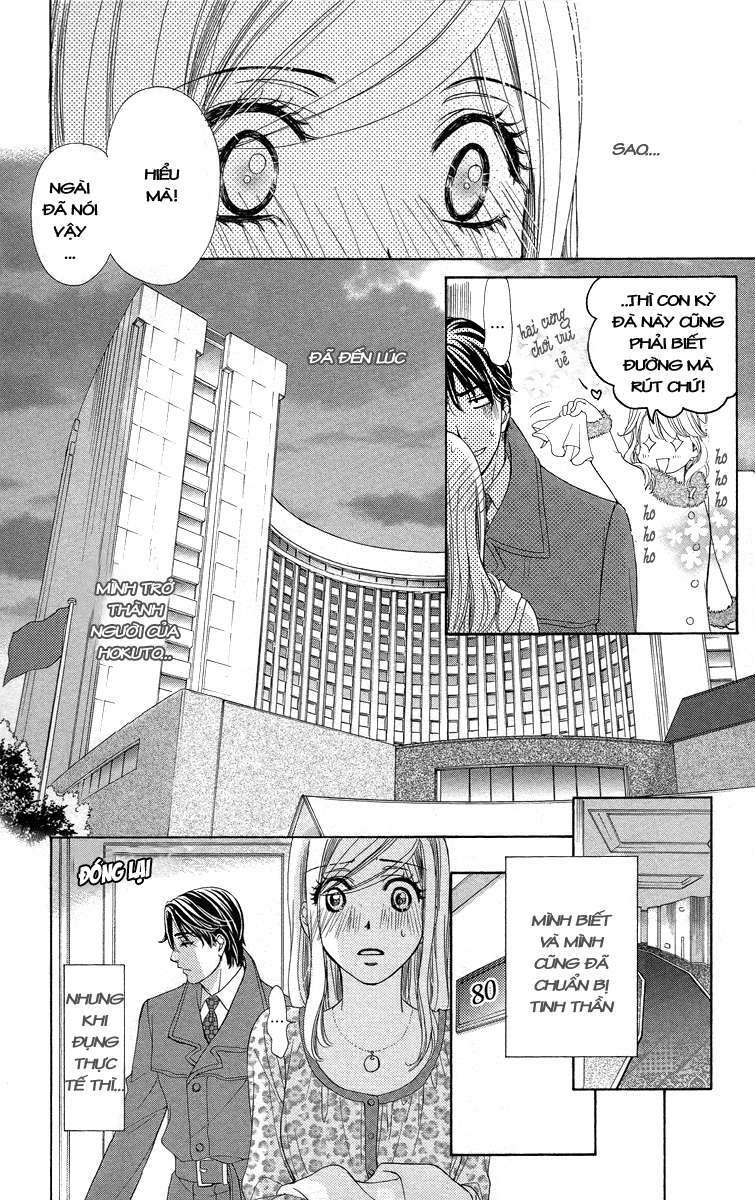 SAO....
HIỂU
MÀ!
NGÀI
ĐÃ NÓI
VẬY
...
...THÌ CON KỲ
ĐÀ NÀY CŨNG
PHẢI BIẾT
ĐƯỜNG MÀ
RÚT CHỨ!
...
hai cưng
chơi vui
vẻ
ho
ho
ho
ho
ho
ho
ĐÃ ĐẾN LÚC
MÌNH TRỞ
THÀNH
NGƯỜI CỦA
HOKUTO...
MÌNH BIẾT
VÀ MÌNH
CŨNG ĐÃ
CHUẨN BỊ
TINH THẦN
80
ĐÓNG LẠI
...
NHƯNG KHI
ĐỤNG
THỰC
TẾ THÌ...